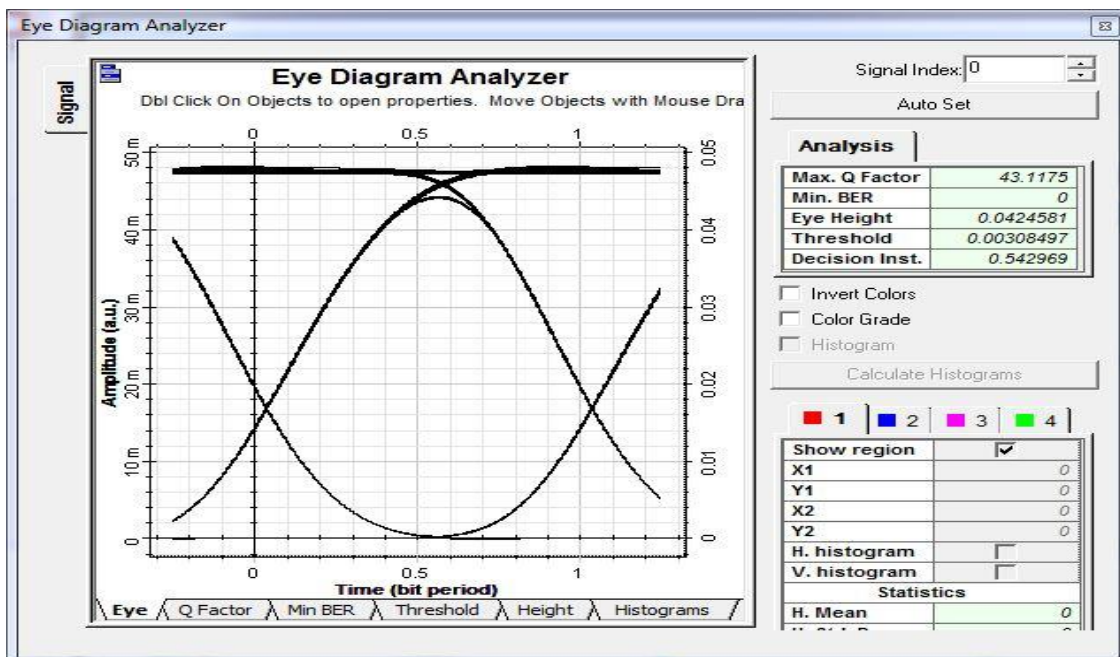 Eye Diagram Analyzer
Signal
Eye Diagram Analyzer
Dbl Click On Objects to open properties. Move Objects with Mouse Dra
0 0.5 1
50 m
40 m
30 m
20 m
10 m
0
Amplitude (a.u.)
0.05
0.04
0.03
0.02
0.01
0
0 0.5 1
Time (bit period)
Eye Q Factor Min BER Threshold Height Histograms
Signal Index: 0
Auto Set
Analysis
Max. Q Factor 43.1175
Min. BER 0
Eye Height 0.0424581
Threshold 0.00308497
Decision Inst. 0.542969
Invert Colors
Color Grade
Histogram
Calculate Histograms
1 2 3 4
Show region
X1 0
Y1 0
X2 0
Y2 0
H. histogram
V. histogram
Statistics
H. Mean 0